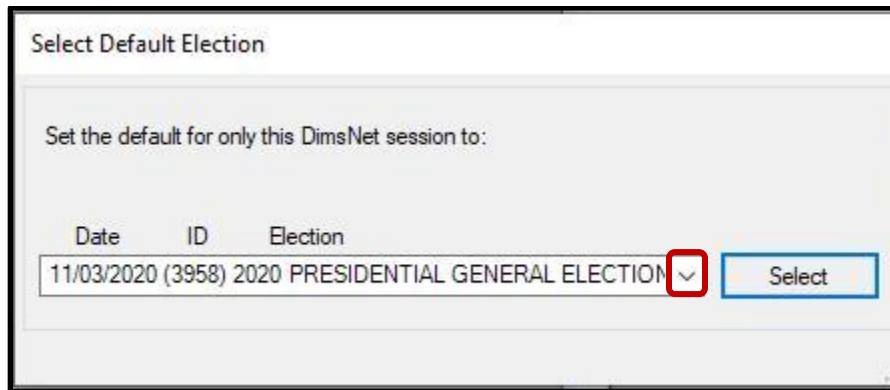 Select Default Election
Set the default for only this DimsNet session to:
Date ID Election
11/03/2020 (3958) 2020 PRESIDENTIAL GENERAL ELECTION Select